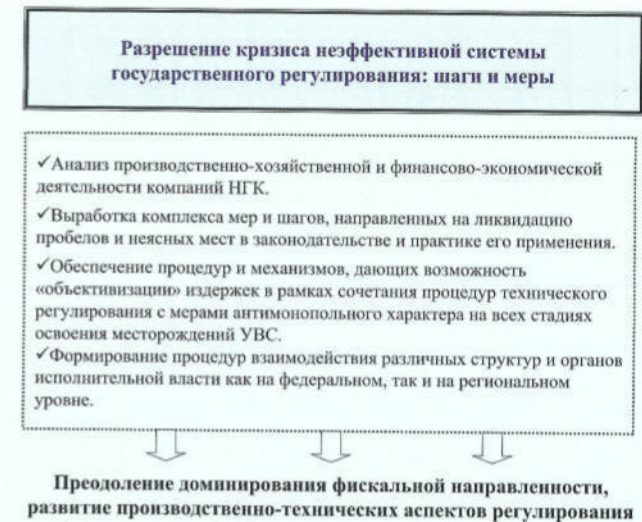 Разрешение кризиса неэффективной системы
государственного регулирования: шаги и меры
✓Анализ производственно-хозяйственной и финансово-экономической
деятельности компаний НГК.
✓Выработка комплекса мер и шагов, направленных на ликвидацию
пробелов и неясных мест в законодательстве и практике его применения.
✓Обеспечение процедур и механизмов, дающих возможность
«объективизации» издержек в рамках сочетания процедур технического
регулирования с мерами антимонопольного характера на всех стадиях
освоения месторождений УВС.
✓Формирование процедур взаимодействия различных структур и органов
исполнительной власти как на федеральном, так и на региональном
уровне.
Преодоление доминирования фискальной направленности,
развитие производственно-технических аспектов регулирования